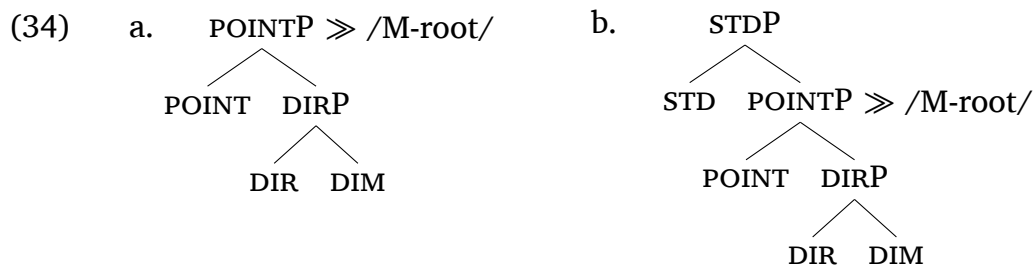 (34) a. POINTP ≫ /M-root/ b. STDP
POINT DIRP STD POINTP ≫ /M-root/
DIR DIM POINT DIRP
DIR DIM